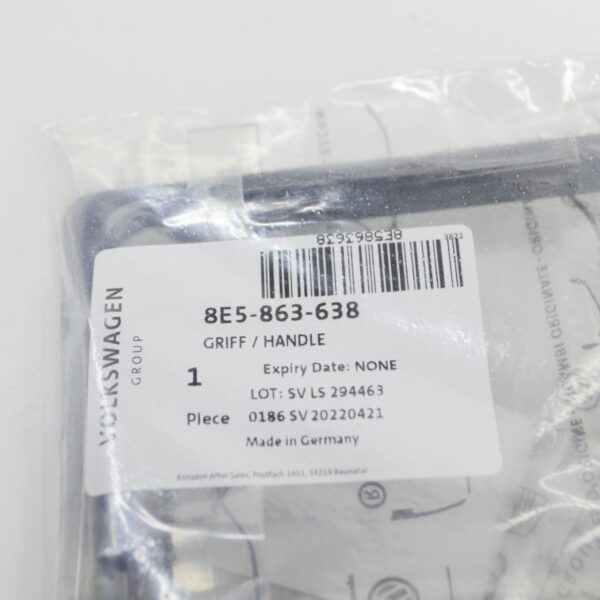 8E5863638
3822
8E5-863-638
GRIFF / HANDLE
1
Expiry Date: NONE
LOT: SV LS 294463
Piece 0186 SV 20220421
Made in Germany
Konzern After Sales, Postfach 1451, 34219 Baunatal
VOLKSWAGEN
GROUP
®